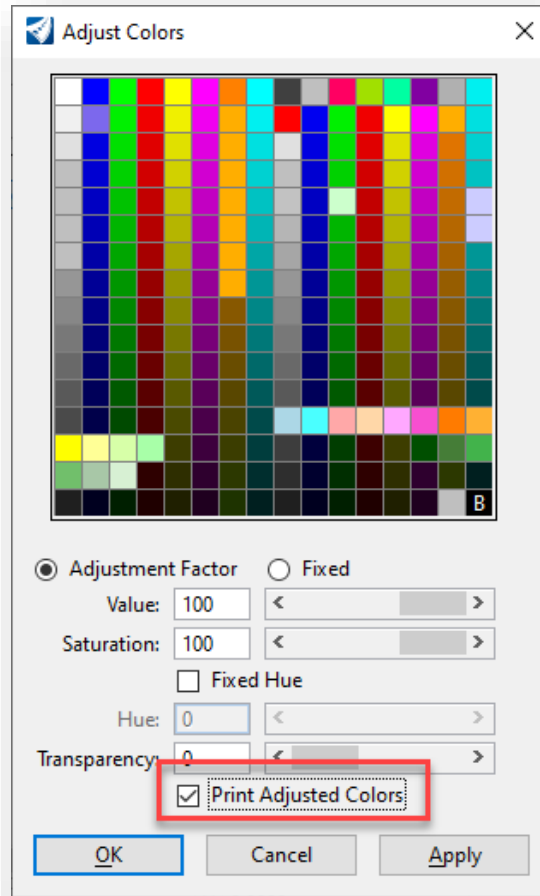 Adjust Colors
B
Adjustment Factor Fixed
Value: 100
Saturation: 100
Fixed Hue
Hue: 0
Transparency: 0
Print Adjusted Colors
OK Cancel Apply